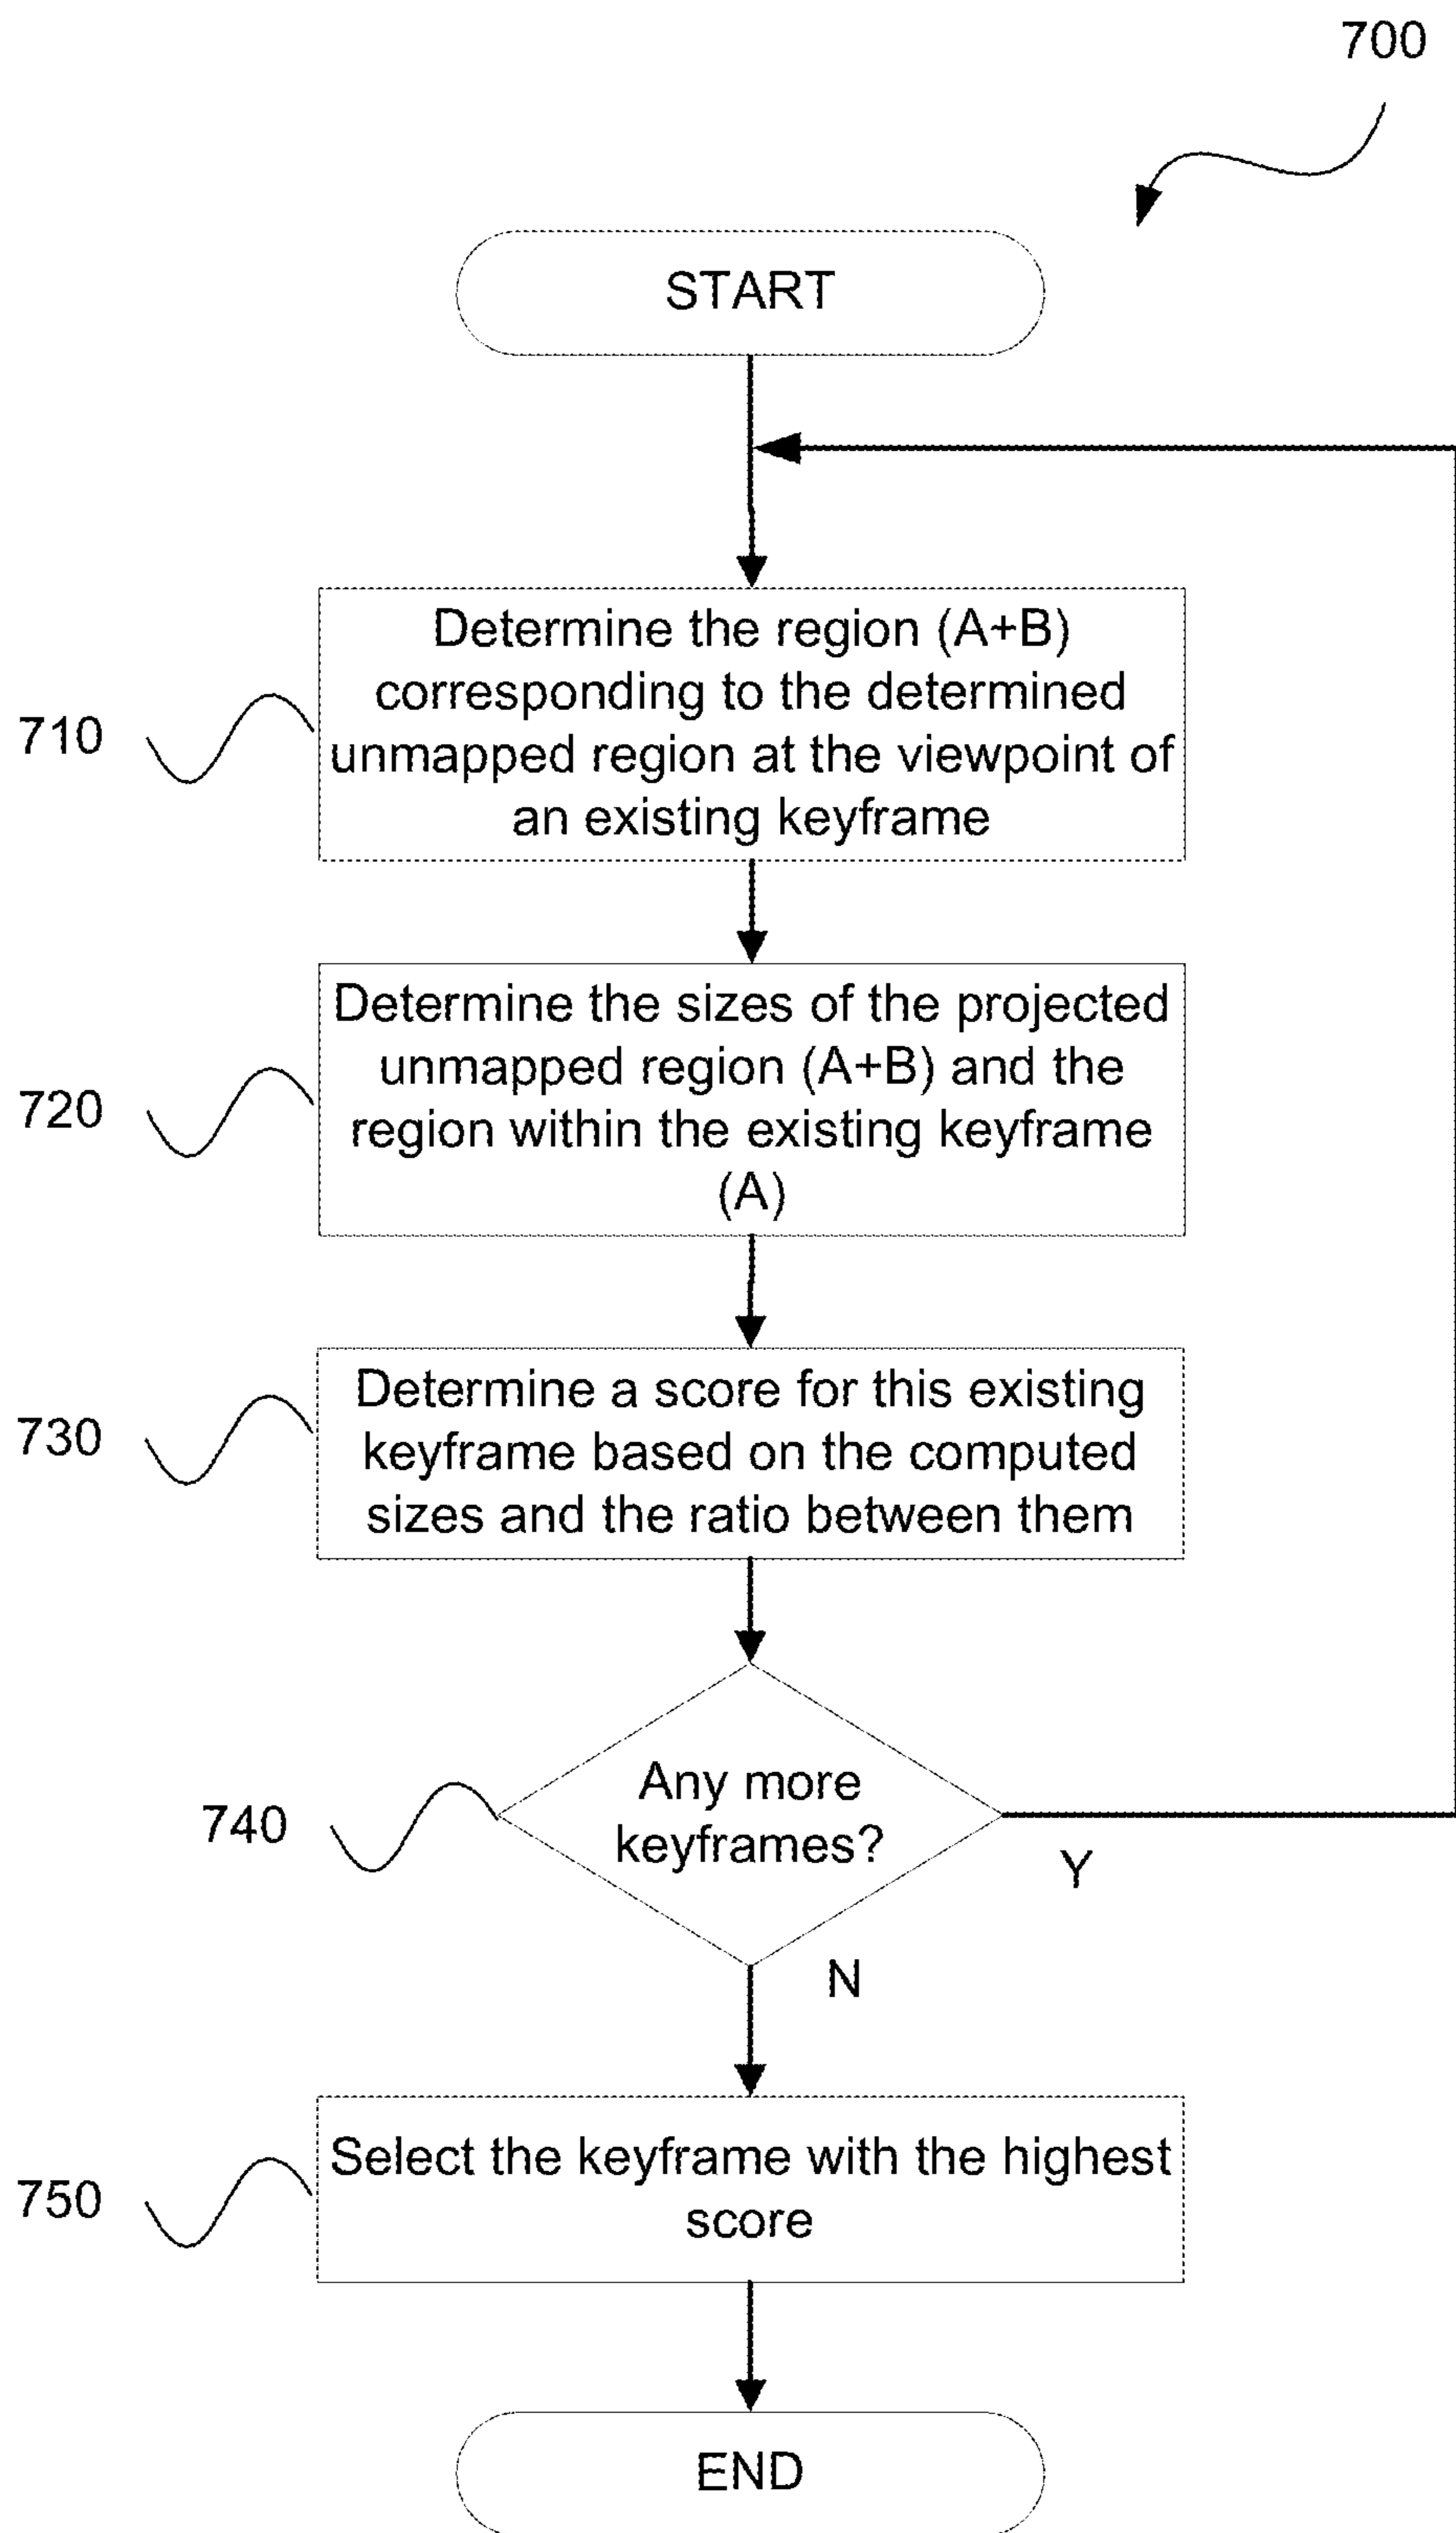 700
START
710
Determine the region (A+B)
corresponding to the determined
unmapped region at the viewpoint of
an existing keyframe
720
Determine the sizes of the projected
unmapped region (A+B) and the
region within the existing keyframe
(A)
730
Determine a score for this existing
keyframe based on the computed
sizes and the ratio between them
740
Any more
keyframes?
Y
N
750
Select the keyframe with the highest
score
END